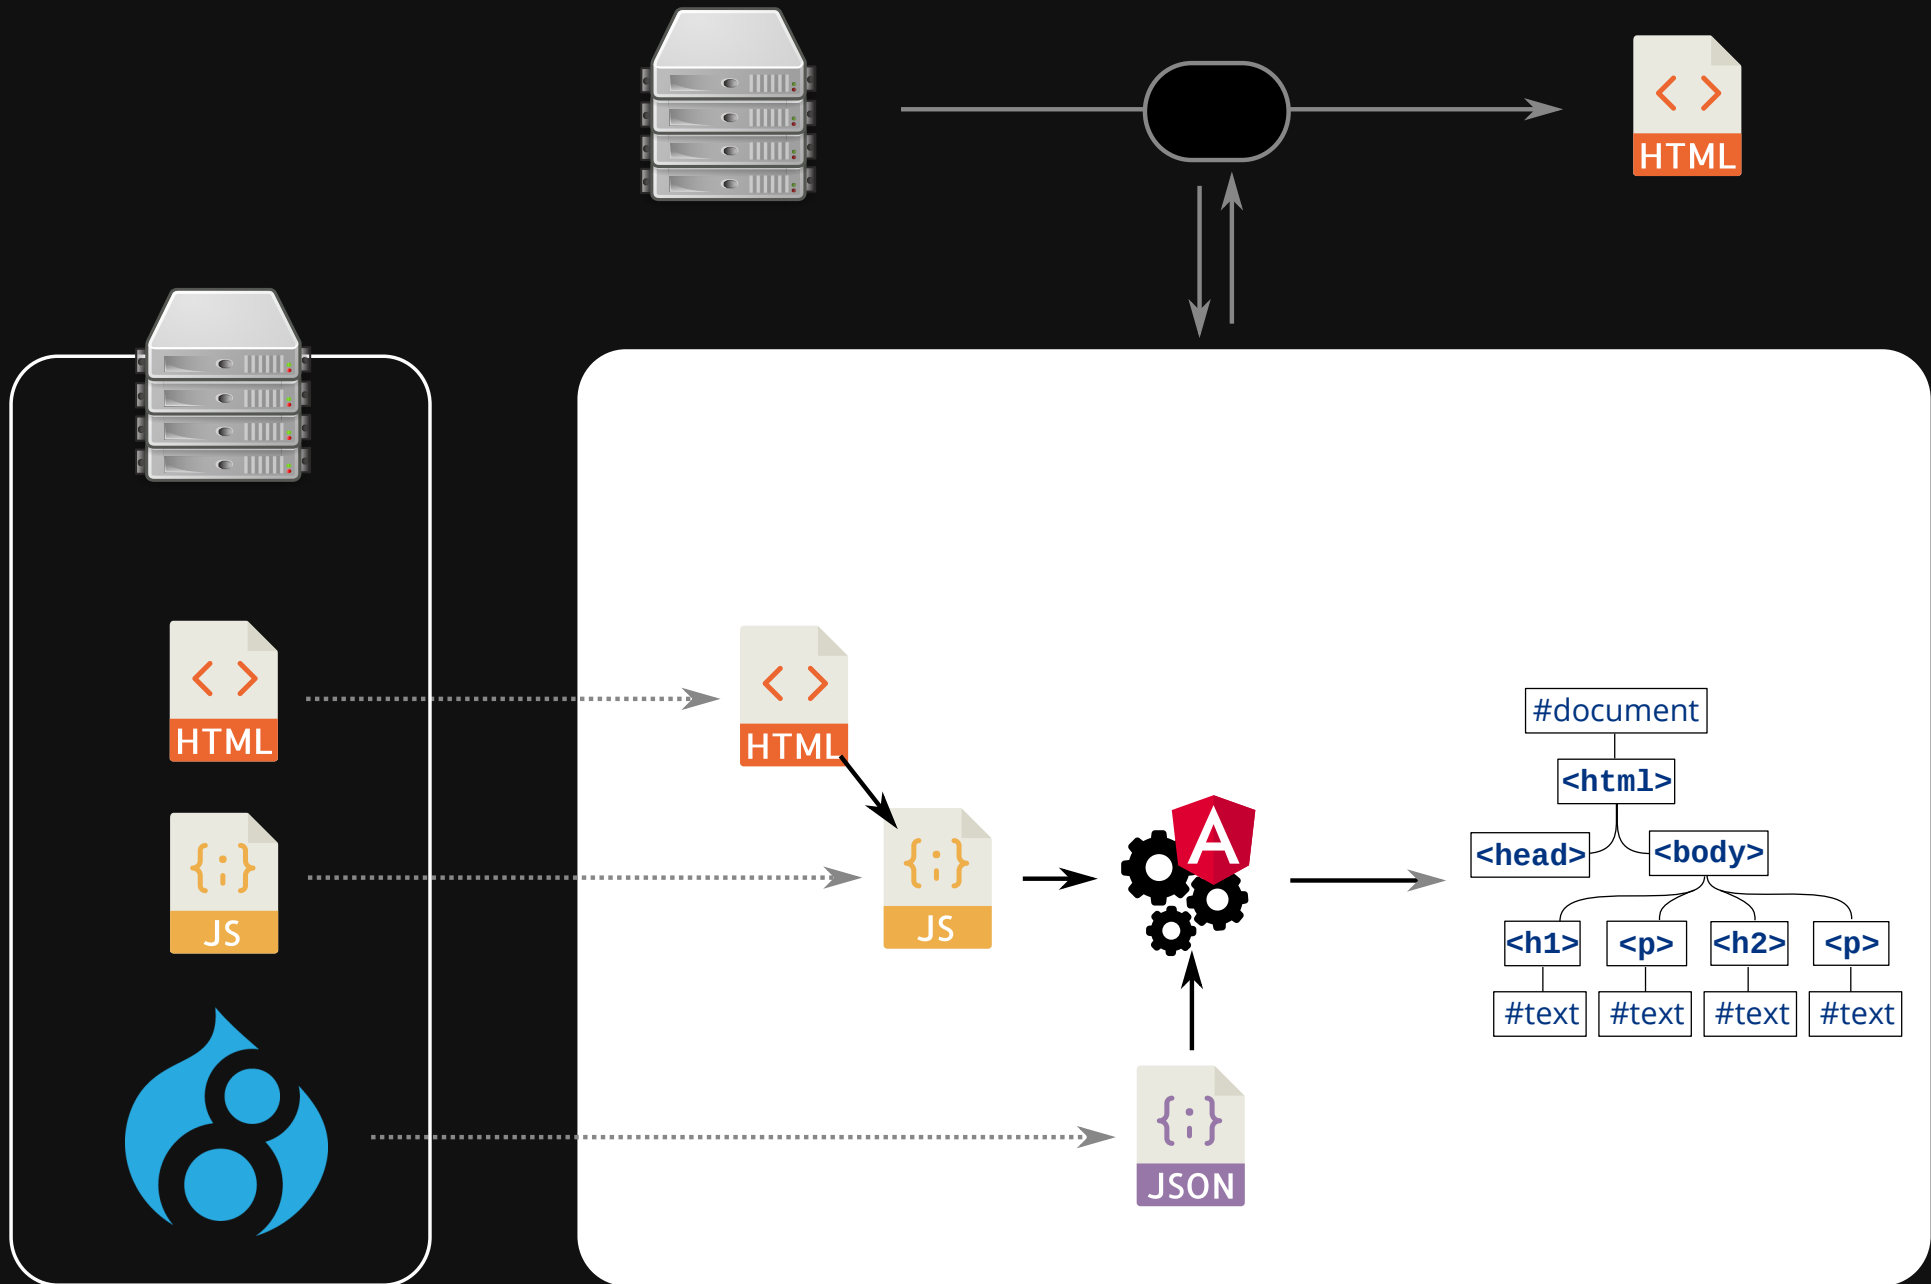 HTML
HTML
HTML
JS
JS
JSON
#document
<html>
<head>
<body>
<h1>
<p>
<h2>
<p>
#text
#text
#text
#text